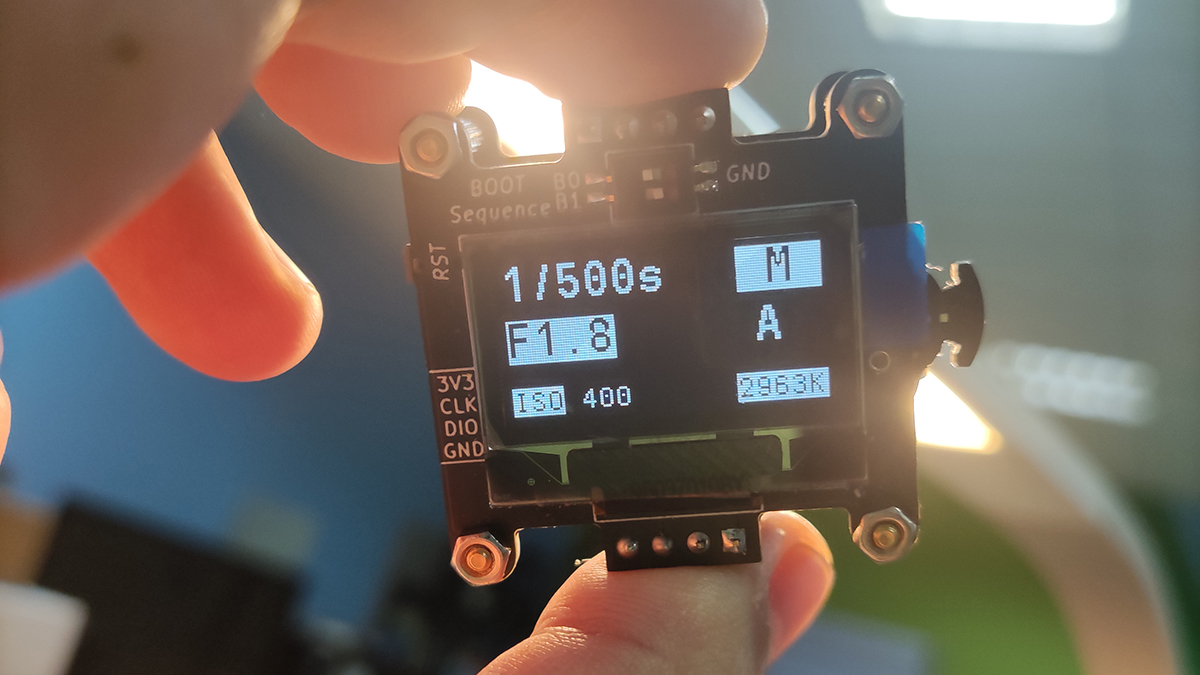 BOOT B0 GND
Sequence B1
RST
1/500s M
F1.8 A
ISO 400 2963K
3V3
CLK
DIO
GND